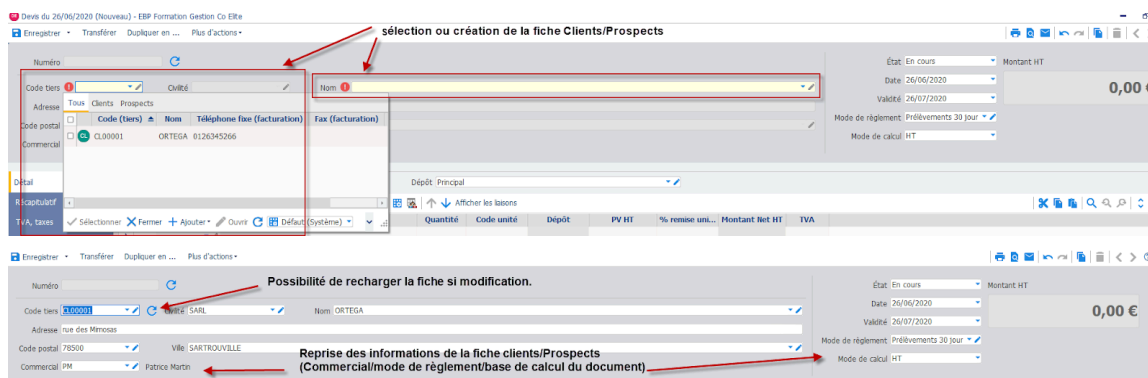 Devis du 26/06/2020 (Nouveau) - EBP Formation Gestion Co Elite
Enregistrer Transférer Dupliquer en ... Plus d'actions
sélection ou création de la fiche Clients/Prospects
Numéro
État En cours Montant HT
Code tiers Civilité Nom
Date 26/06/2020 0,00 €
Adresse Tous Clients Prospects
Validité 26/07/2020
Code (tiers) Nom Téléphone fixe (facturation) Fax (facturation)
Mode de règlement Prélèvements 30 jour
Code postal CL CL00001 ORTEGA 0126345266
Mode de calcul HT
Commercial
Détail Dépôt Principal
Récapitulatif Afficher les liaisons
TVA, taxes Sélectionner Fermer Ajouter Ouvrir Défaut (Système)
Quantité Code unité Dépôt PV HT % remise uni... Montant Net HT TVA
Enregistrer Transférer Dupliquer en ... Plus d'actions
Numéro Possibilité de recharger la fiche si modification.
État En cours Montant HT
Code tiers CL00001 Civilité SARL Nom ORTEGA
Date 26/06/2020 0,00 €
Adresse rue des Mimosas
Validité 26/07/2020
Code postal 78500 Ville SARTROUVILLE
Mode de règlement Prélèvements 30 jour
Reprise des informations de la fiche clients/Prospects
Commercial PM Patrice Martin
(Commercial/mode de règlement/base de calcul du document)
Mode de calcul HT